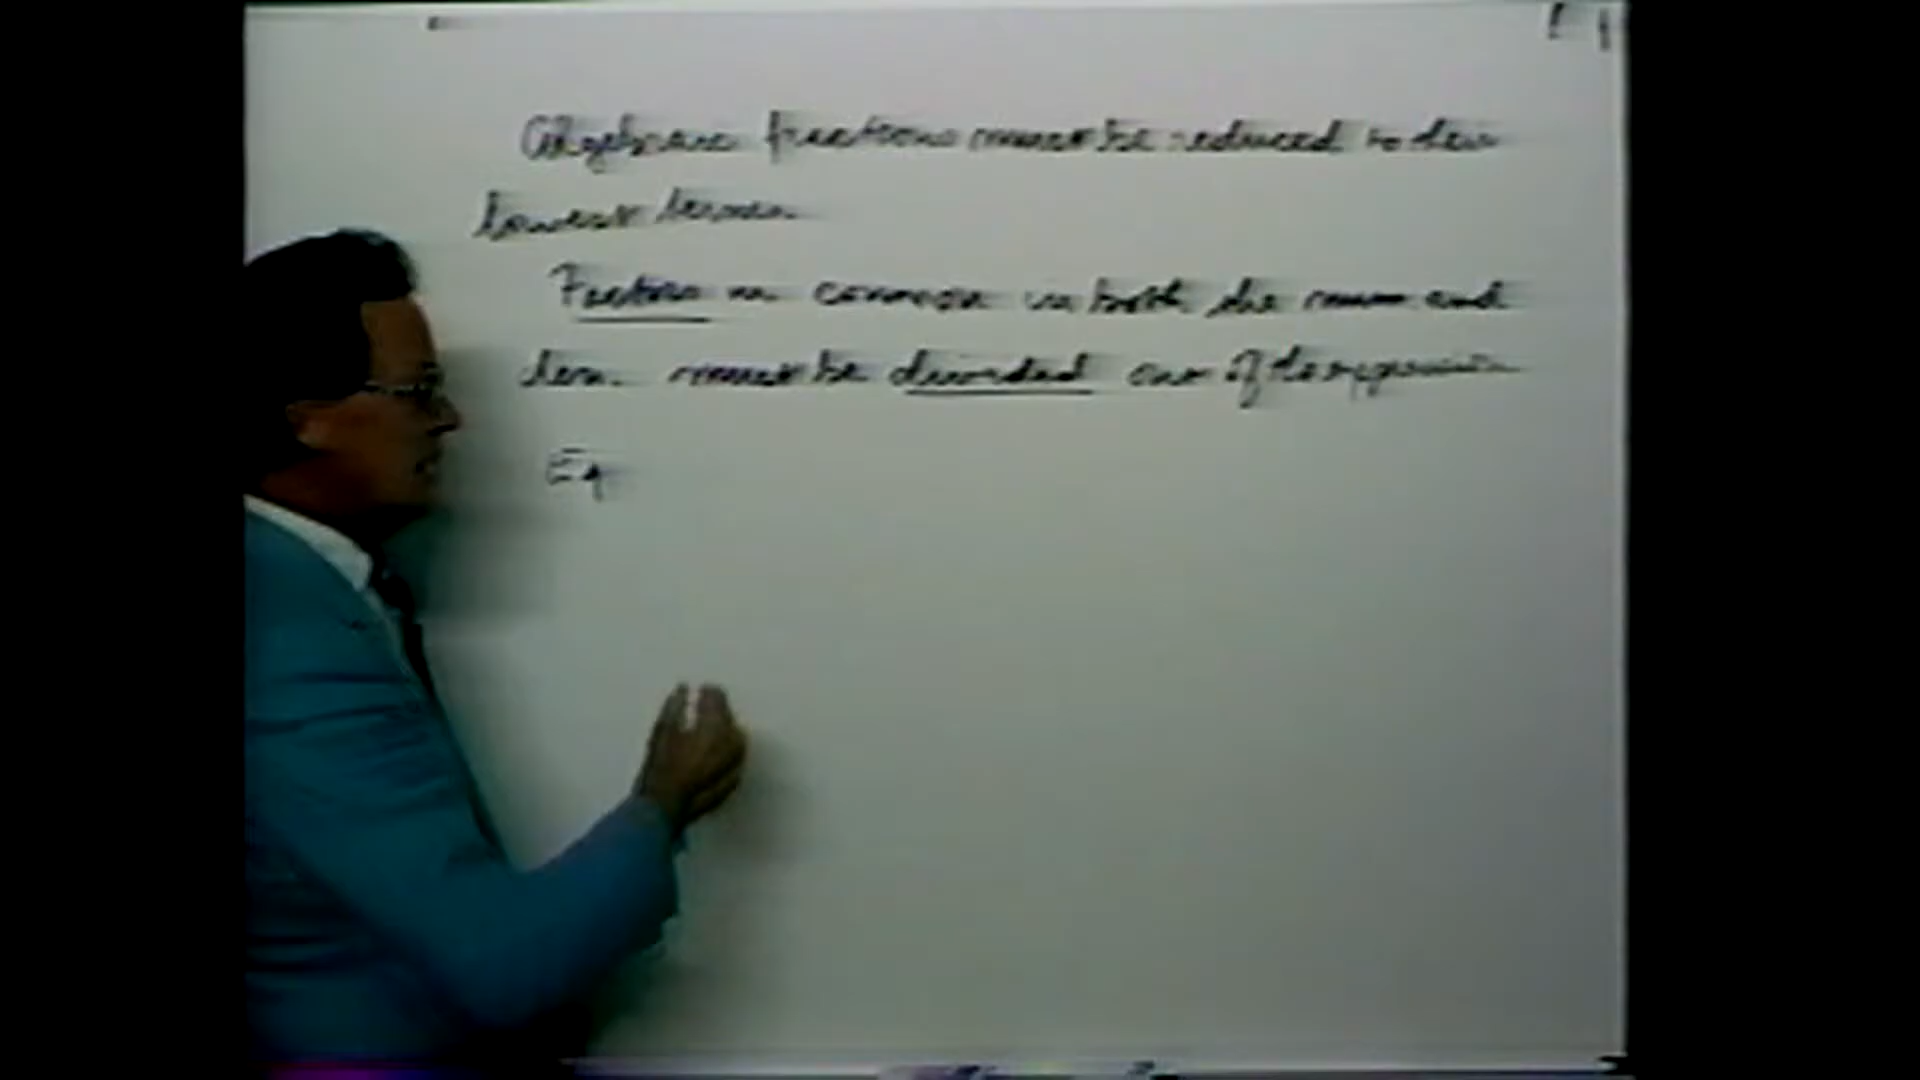 Algebraic fractions must be reduced to their
lowest terms.
Factors in common in both the num and
den. must be divided out of the expression
Eg